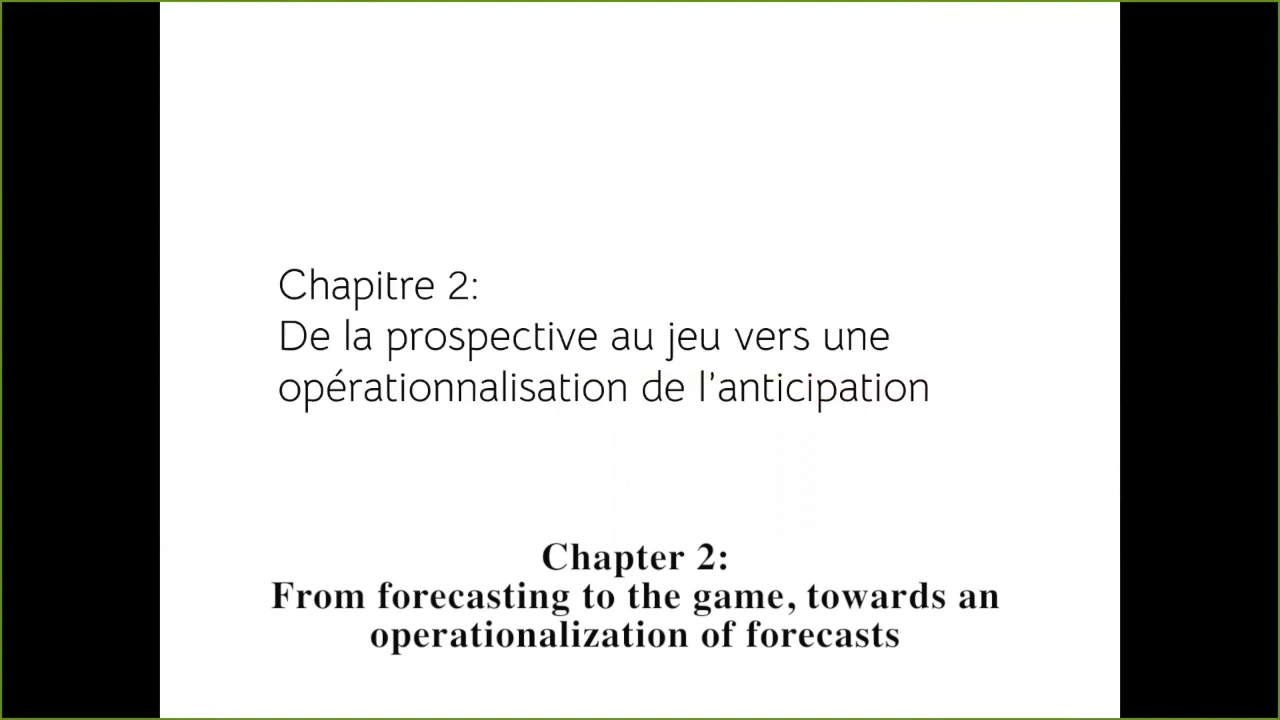 Chapitre 2:
De la prospective au jeu vers une
opérationnalisation de l’anticipation
Chapter 2:
From forecasting to the game, towards an
operationalization of forecasts